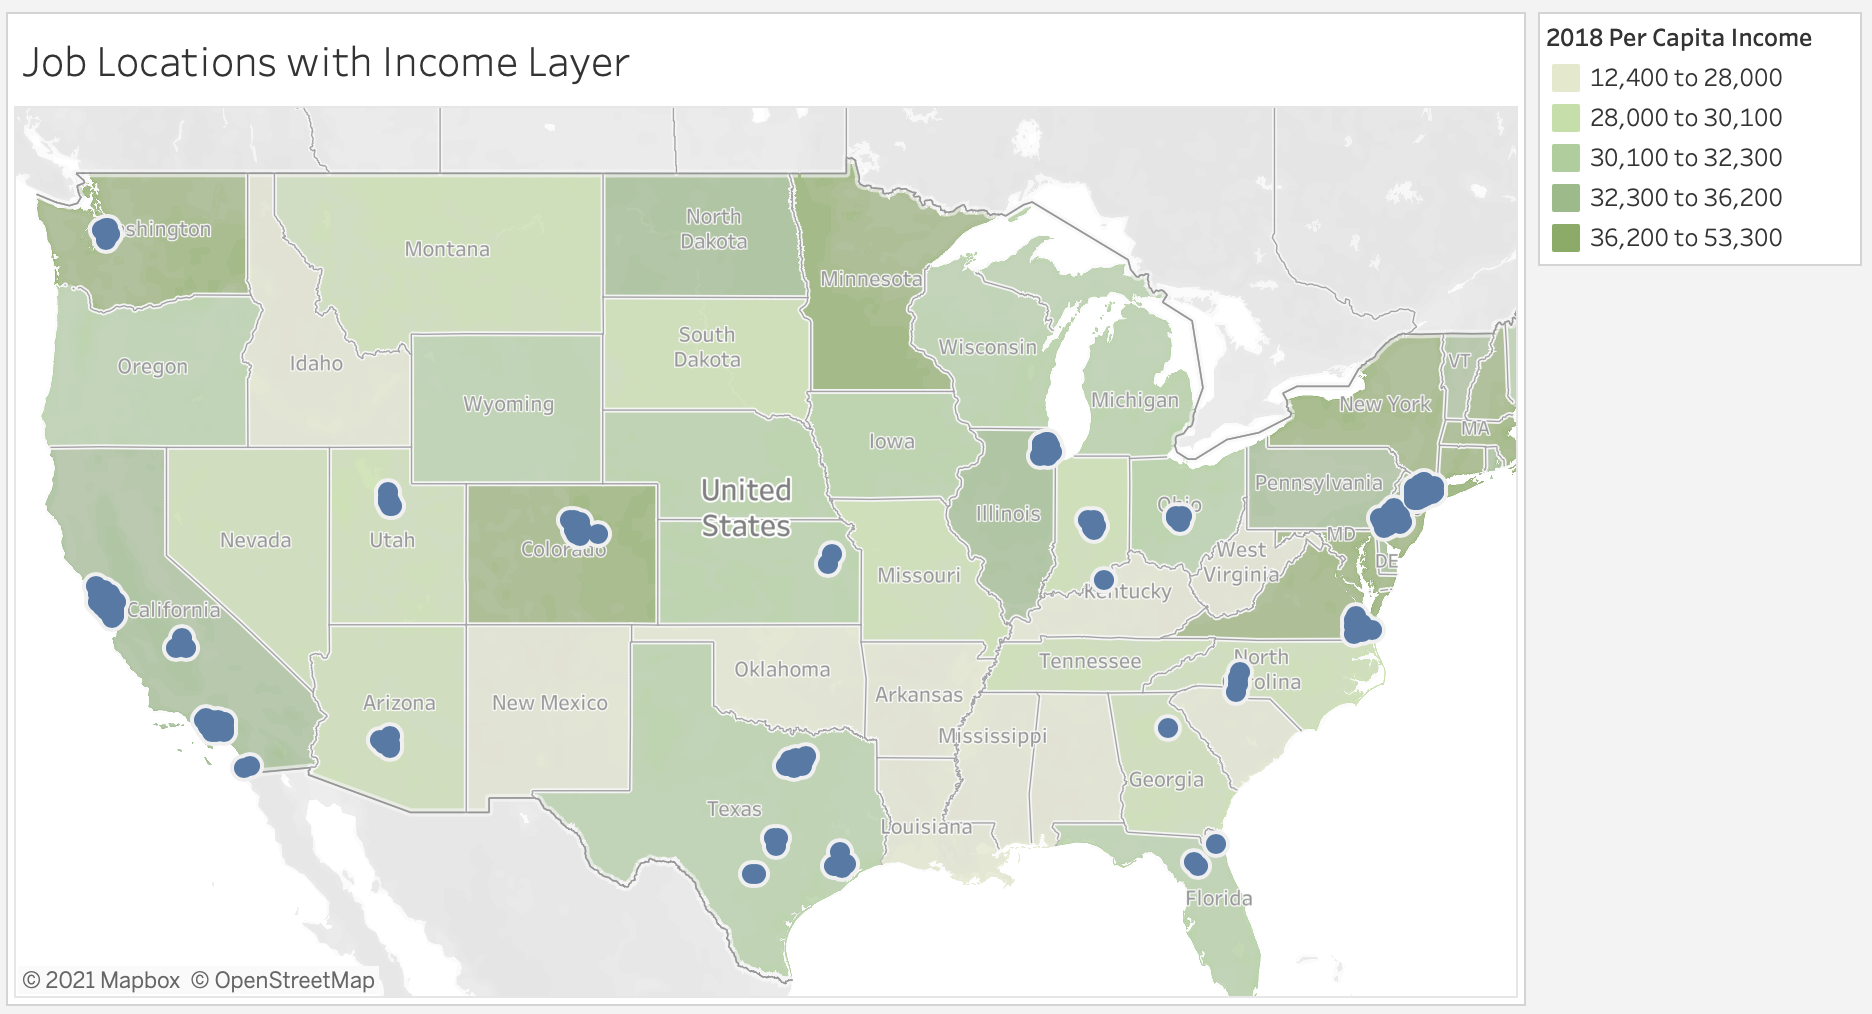 Job Locations with Income Layer
2018 Per Capita Income
12,400 to 28,000
28,000 to 30,100
30,100 to 32,300
32,300 to 36,200
36,200 to 53,300
shington
Montana
North
Dakota
Minnesota
Oregon
Idaho
South
Dakota
Wisconsin
Wyoming
Michigan
New York
VT
MA
Iowa
United
States
Nevada
Utah
Colorado
Illinois
Ohio
Pennsylvania
MD
DE
West
Virginia
California
Missouri
Kentucky
Oklahoma
Tennessee
North
olina
Arizona
New Mexico
Arkansas
Mississippi
Georgia
Texas
Louisiana
Florida
© 2021 Mapbox © OpenStreetMap